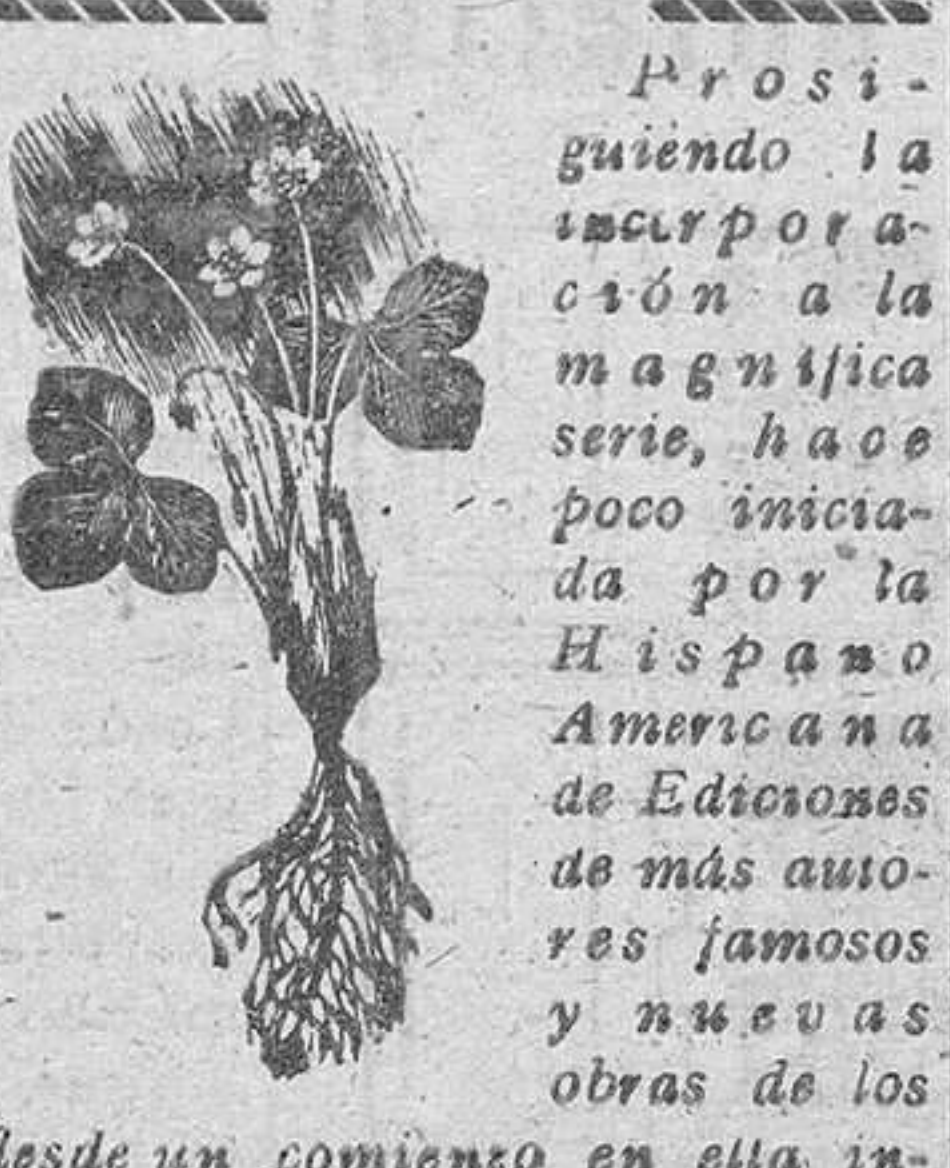 Prosi-
guiendo la
incorpora-
ción a la
magnífica
serie, hace
poco inicia-
da por la
Hispano
Americana
de Ediciones
de más auto-
res famosos
y nuevas
obras de los
desde un comienzo en ella in-